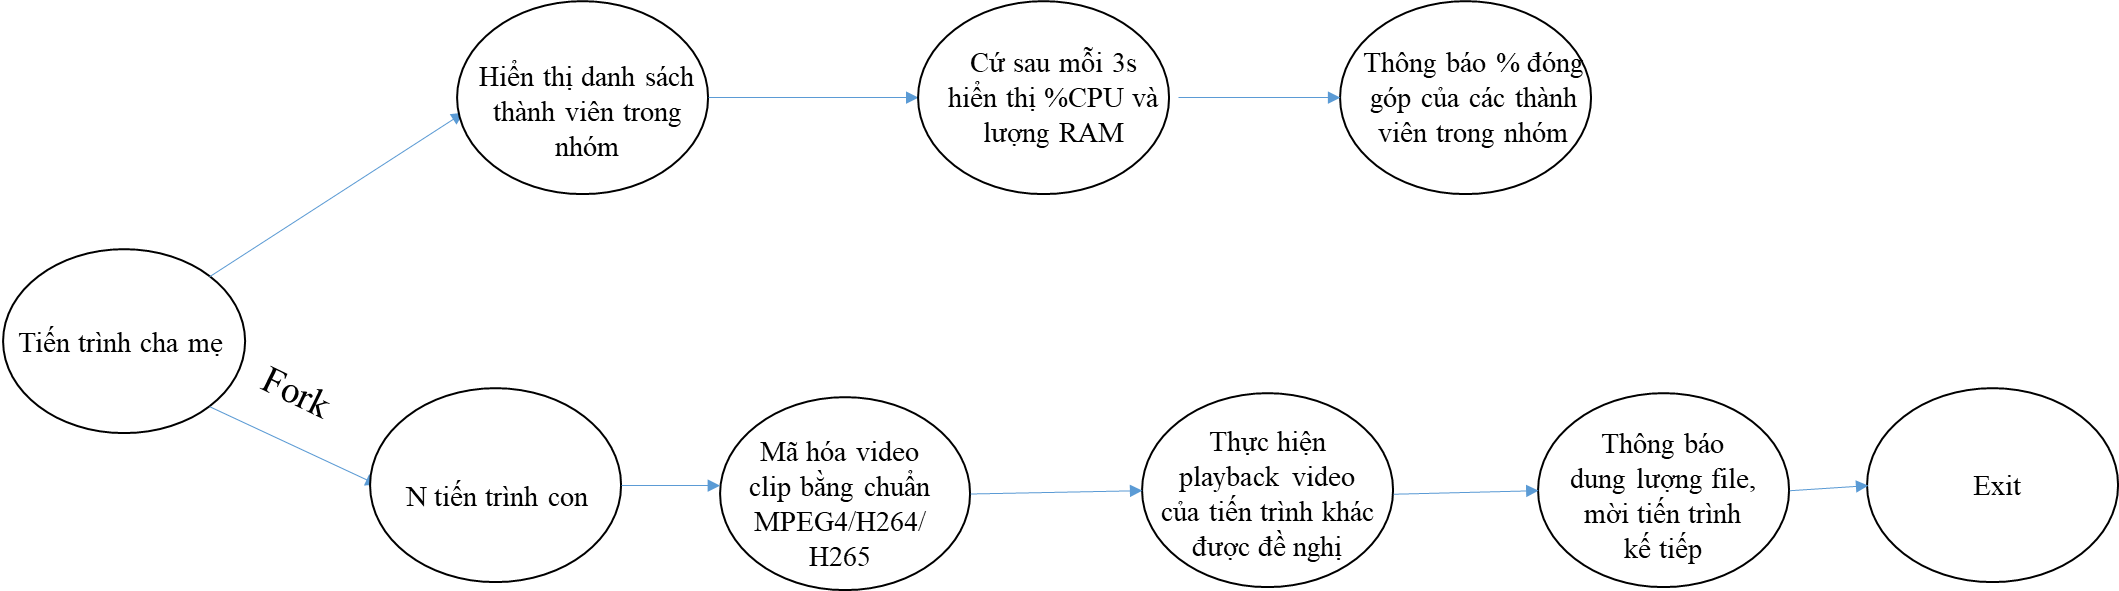 Hiển thị danh sách
thành viên trong
nhóm
Cứ sau mỗi 3s
hiển thị %CPU và
lượng RAM
Thông báo % đóng
góp của các thành
viên trong nhóm
Tiến trình cha mẹ
Fork
N tiến trình con
Mã hóa video
clip bằng chuẩn
MPEG4/H264/
H265
Thực hiện
playback video
của tiến trình khác
được đề nghị
Thông báo
dung lượng file,
mời tiến trình
kế tiếp
Exit